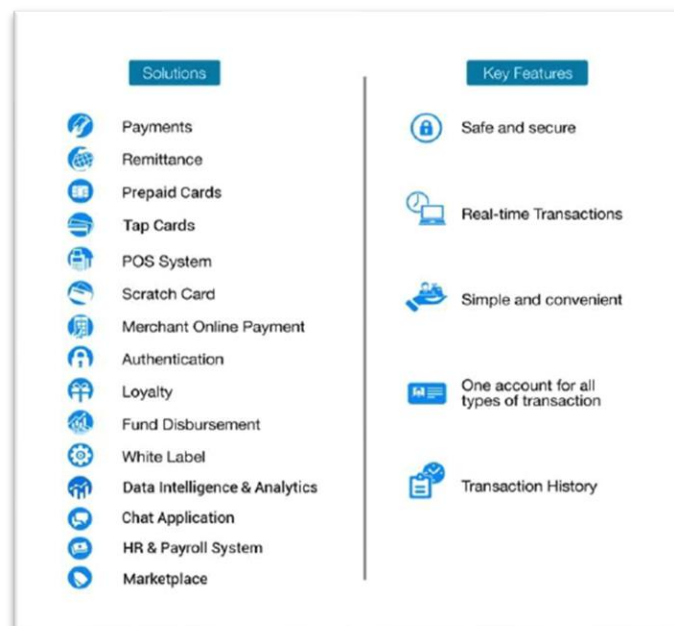 Solutions
Payments
Remittance
Prepaid Cards
Tap Cards
POS System
Scratch Card
Merchant Online Payment
Authentication
Loyalty
Fund Disbursement
White Label
Data Intelligence & Analytics
Chat Application
HR & Payroll System
Marketplace
Key Features
Safe and secure
Real-time Transactions
Simple and convenient
One account for all
types of transaction
Transaction History